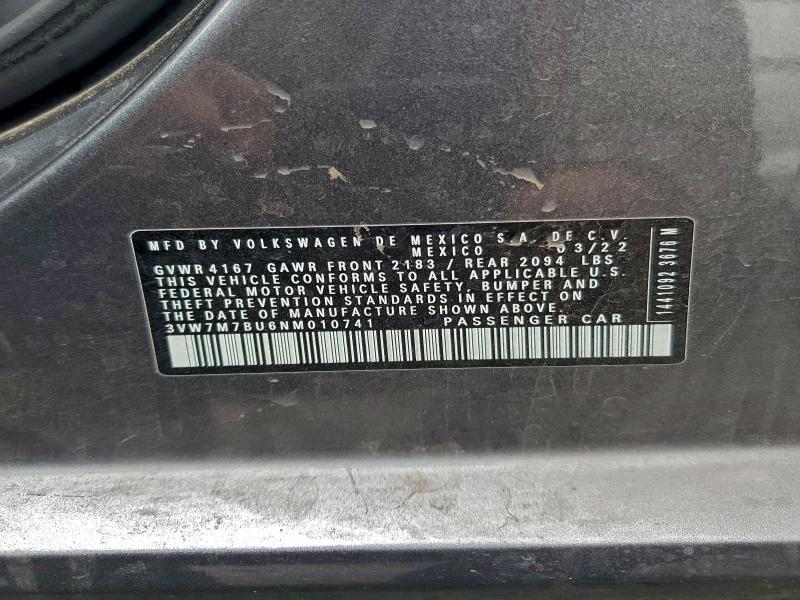 MFD BY VOLKSWAGEN DE MEXICO S.A. DE C.V.
MEXICO 03/22
GVWR 4167 GAWR FRONT 2183 / REAR 2094 LBS
THIS VEHICLE CONFORMS TO ALL APPLICABLE U.S.
FEDERAL MOTOR VEHICLE SAFETY, BUMPER AND
THEFT PREVENTION STANDARDS IN EFFECT ON
THE DATE OF MANUFACTURE SHOWN ABOVE.
3VW7M7BU6NM010741 PASSENGER CAR
1441092 3676 M